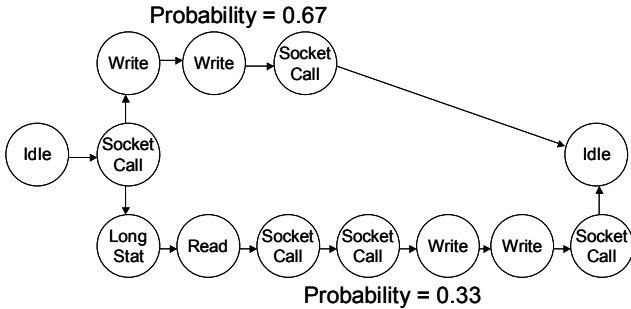 Probability = 0.67
Write
Write
Socket
Call
Idle
Socket
Call
Idle
Long
Stat
Read
Socket
Call
Socket
Call
Write
Write
Socket
Call
Probability = 0.33